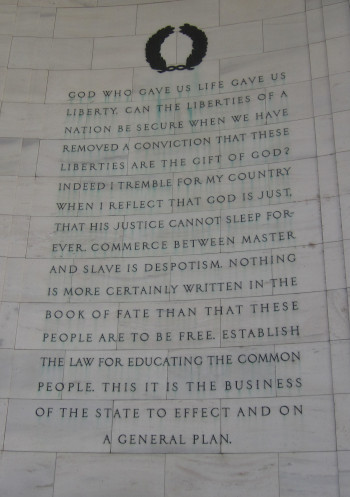 GOD WHO GAVE US LIFE GAVE US
LIBERTY. CAN THE LIBERTIES OF A
NATION BE SECURE WHEN WE HAVE
REMOVED A CONVICTION THAT THESE
LIBERTIES ARE THE GIFT OF GOD?
INDEED I TREMBLE FOR MY COUNTRY
WHEN I REFLECT THAT GOD IS JUST,
THAT HIS JUSTICE CANNOT SLEEP FOR-
EVER. COMMERCE BETWEEN MASTER
AND SLAVE IS DESPOTISM. NOTHING
IS MORE CERTAINLY WRITTEN IN THE
BOOK OF FATE THAN THAT THESE
PEOPLE ARE TO BE FREE. ESTABLISH
THE LAW FOR EDUCATING THE COMMON
PEOPLE. THIS IT IS THE BUSINESS
OF THE STATE TO EFFECT AND ON
A GENERAL PLAN.